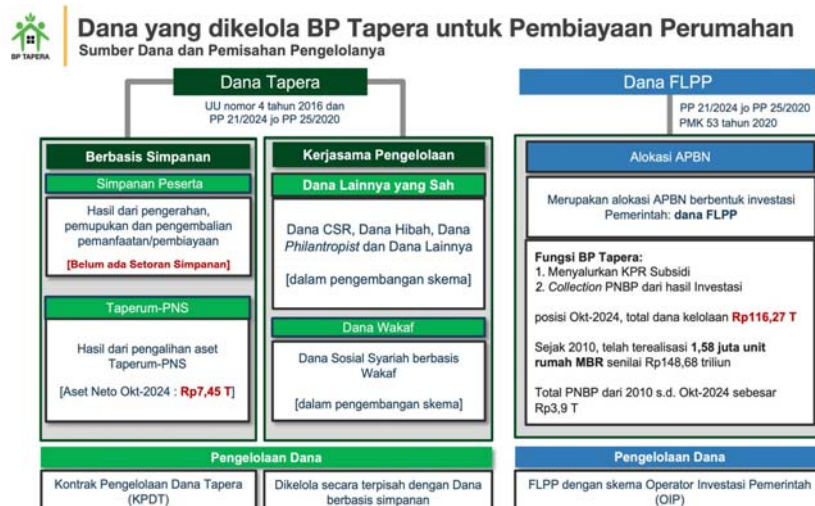 BP TAPERA
Dana yang dikelola BP Tapera untuk Pembiayaan Perumahan
Sumber Dana dan Pemisahan Pengelolanya
Dana Tapera
UU nomor 4 tahun 2016 dan
PP 21/2024 jo PP 25/2020
Berbasis Simpanan
Simpanan Peserta
Hasil dari pengerahan,
pemupukan dan pengembalian
pemanfaatan/pembiayaan
[Belum ada Setoran Simpanan]
Taperum-PNS
Hasil dari pengalihan aset
Taperum-PNS
[Aset Neto Okt-2024 : Rp7,45 T]
Kerjasama Pengelolaan
Dana Lainnya yang Sah
Dana CSR, Dana Hibah, Dana
Philantropist dan Dana Lainnya
[dalam pengembangan skema]
Dana Wakaf
Dana Sosial Syariah berbasis
Wakaf
[dalam pengembangan skema]
Pengelolaan Dana
Kontrak Pengelolaan Dana Tapera
(KPDT)
Dikelola secara terpisah dengan Dana
berbasis simpanan
Dana FLPP
PP 21/2024 jo PP 25/2020
PMK 53 tahun 2020
Alokasi APBN
Merupakan alokasi APBN berbentuk investasi
Pemerintah: dana FLPP
Fungsi BP Tapera:
1. Menyalurkan KPR Subsidi
2. Collection PNBP dari hasil Investasi
posisi Okt-2024, total dana kelolaan Rp116,27 T
Sejak 2010, telah terealisasi 1,58 juta unit
rumah MBR senilai Rp148,68 triliun
Total PNBP dari 2010 s.d. Okt-2024 sebesar
Rp3,9 T
Pengelolaan Dana
FLPP dengan skema Operator Investasi Pemerintah
(OIP)